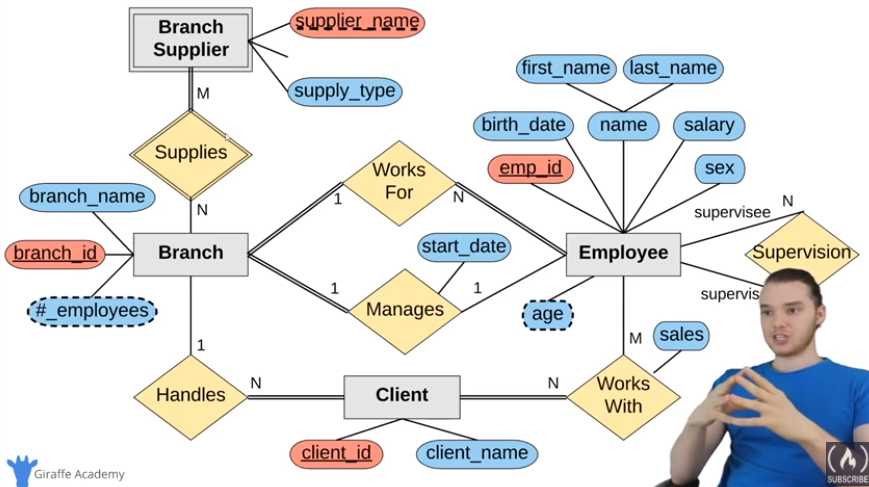 Branch
Supplier
supplier_name
supply_type
M
Supplies
N
first_name
last_name
birth_date
name
salary
emp_id
sex
Works
For
1
N
branch_name
branch_id
#_employees
Branch
start_date
Manages
1
1
Employee
supervisee
N
Supervision
age
1
Handles
N
Client
N
M
sales
Works
With
client_id
client_name
Giraffe Academy
SUBSCRIBE